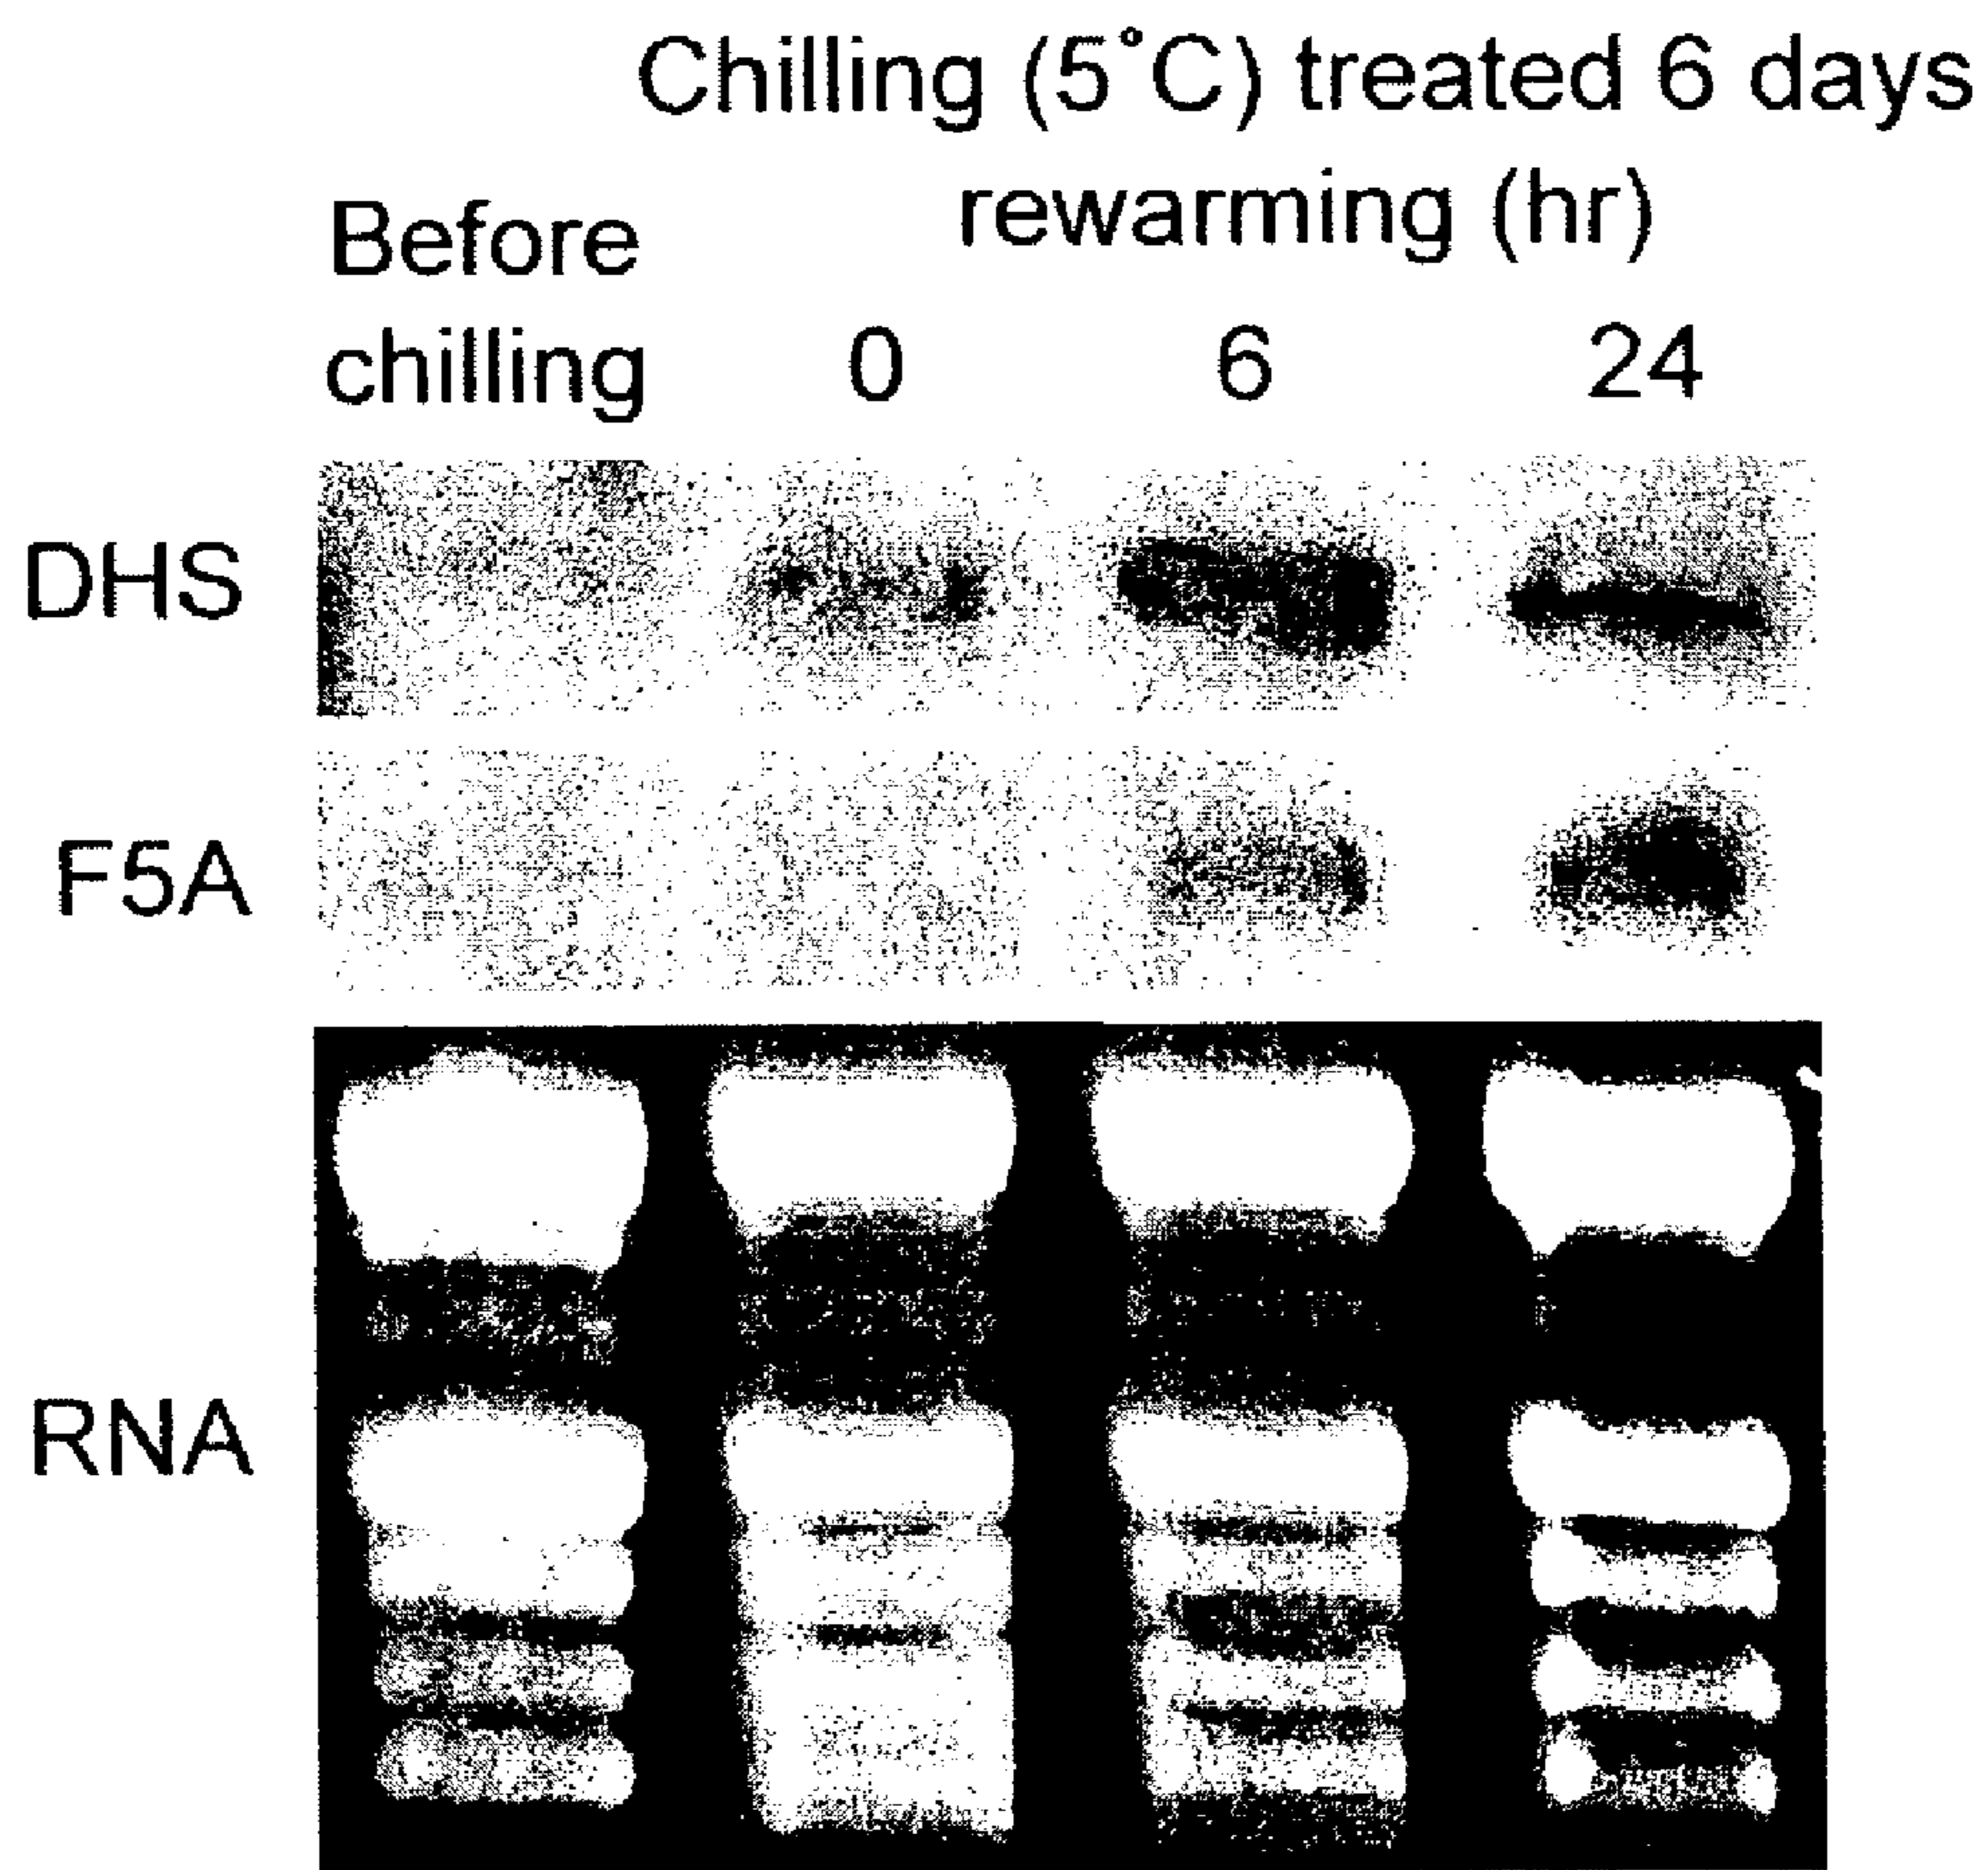 Chilling (5°C) treated 6 days
rewarming (hr)
Before
chilling 0 6 24
DHS
F5A
RNA